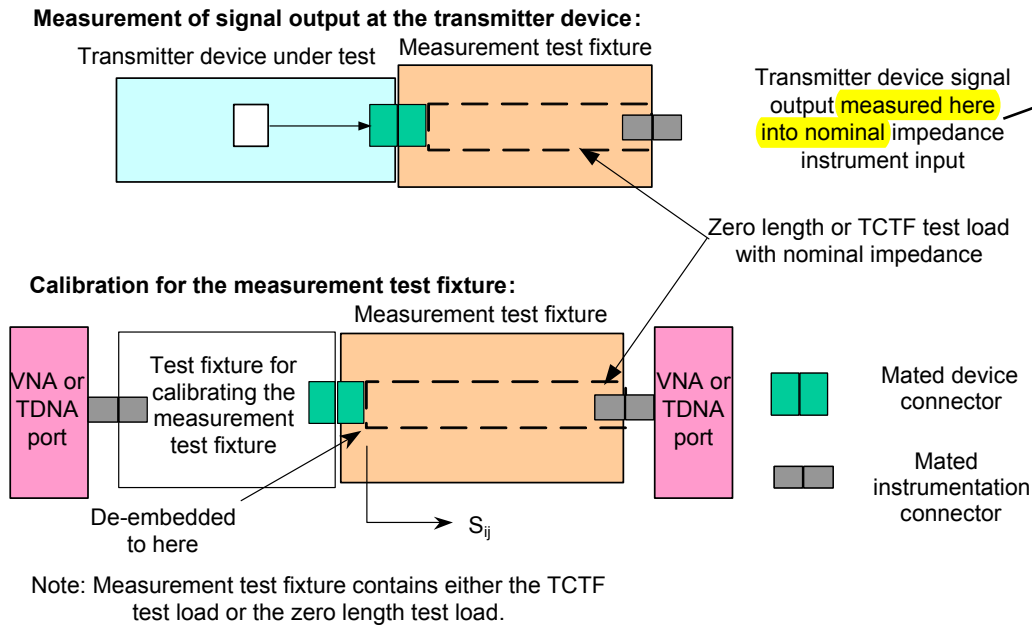 Measurement of signal output at the transmitter device:
Measurement test fixture
Transmitter device under test
Transmitter device signal
output measured here
into nominal impedance
instrument input
Zero length or TCTF test load
with nominal impedance
Calibration for the measurement test fixture:
Measurement test fixture
VNA or
TDNA
port
Test fixture for
calibrating the
measurement
test fixture
VNA or
TDNA
port
Mated device
connector
Mated
instrumentation
connector
De-embedded
to here
Sij
Note: Measurement test fixture contains either the TCTF
test load or the zero length test load.